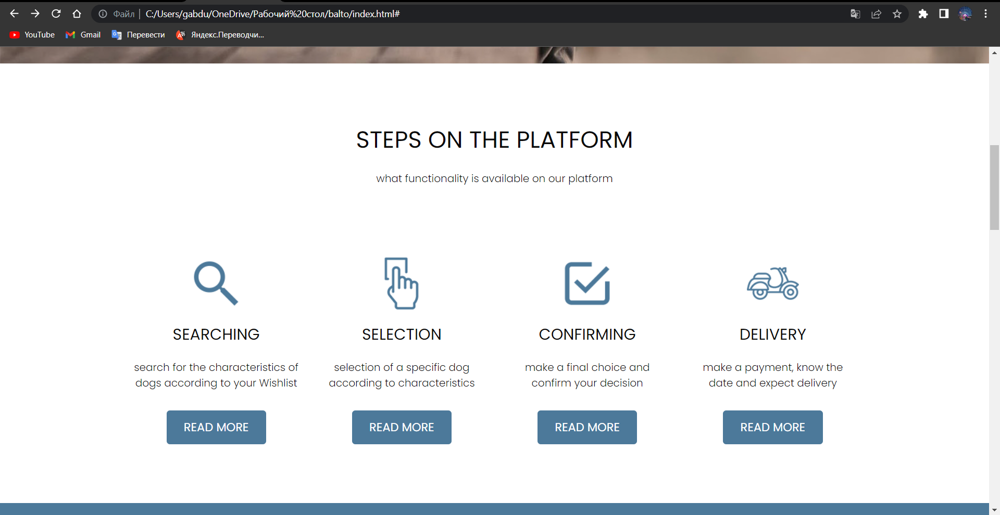 Файл C:/Users/gabdu/OneDrive/Рабочий%20стол/balto/index.html#
YouTube Gmail Перевести Яндекс.Переводчи...
STEPS ON THE PLATFORM
what functionality is available on our platform
SEARCHING
search for the characteristics of
dogs according to your Wishlist
READ MORE
SELECTION
selection of a specific dog
according to characteristics
READ MORE
CONFIRMING
make a final choice and
confirm your decision
READ MORE
DELIVERY
make a payment, know the
date and expect delivery
READ MORE